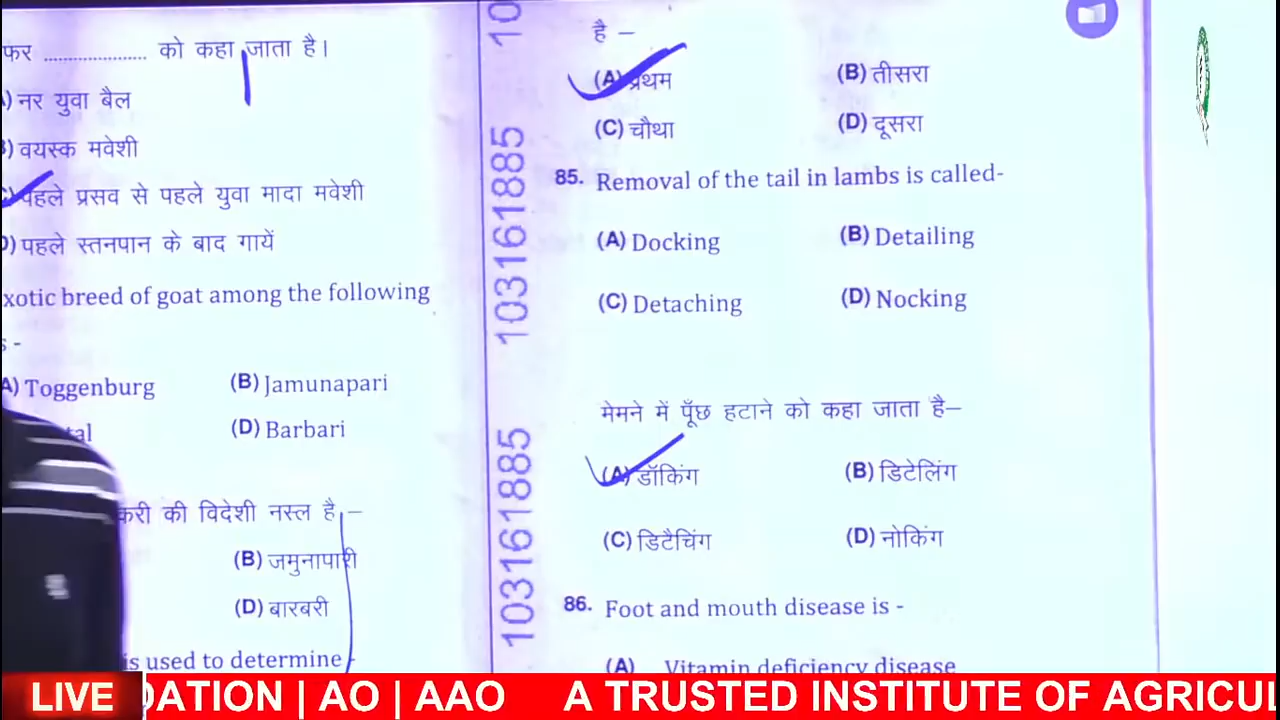 फर ..................... को कहा जाता है।
) नर युवा बैल
) वयस्क मवेशी
पहले प्रसव से पहले युवा मादा मवेशी
) पहले स्तनपान के बाद गायें
xotic breed of goat among the following
s -
A) Toggenburg (B) Jamunapari
(D) Barbari
करी की विदेशी नस्ल है –
(B) जमुनापारी
(D) बारबरी
is used to determine
10
103161885
103161885
है –
(A) प्रथम (B) तीसरा
(C) चौथा (D) दूसरा
85. Removal of the tail in lambs is called-
(A) Docking (B) Detailing
(C) Detaching (D) Nocking
मेमने में पूँछ हटाने को कहा जाता है–
(A) डॉकिंग (B) डिटेलिंग
(C) डिटैचिंग (D) नोकिंग
86. Foot and mouth disease is -
(A) Vitamin deficiency disease
LIVE DATION | AO | AAO A TRUSTED INSTITUTE OF AGRICUL